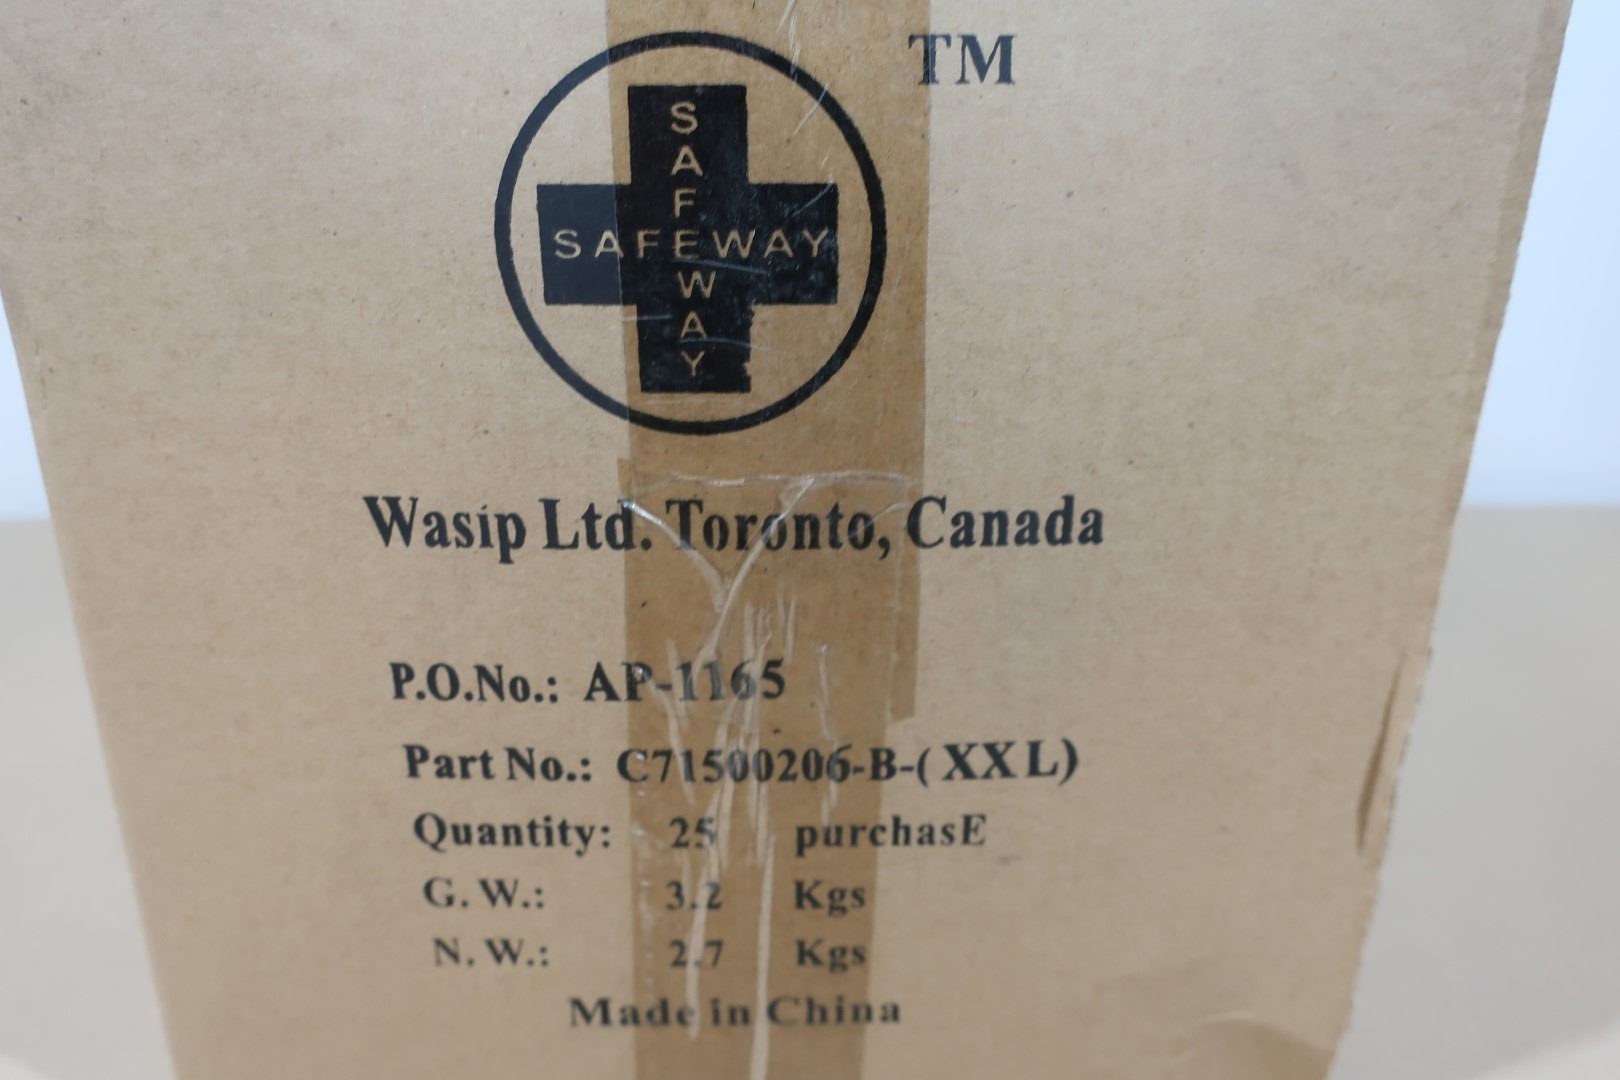 TM
SAFEWAY
SAFEWAY
Wasip Ltd. Toronto, Canada
P.O.No.: AP-1165
Part No.: C71500206-B-(XXL)
Quantity: 25 purchasE
G. W.: 3.2 Kgs
N. W.: 2.7 Kgs
Made in China